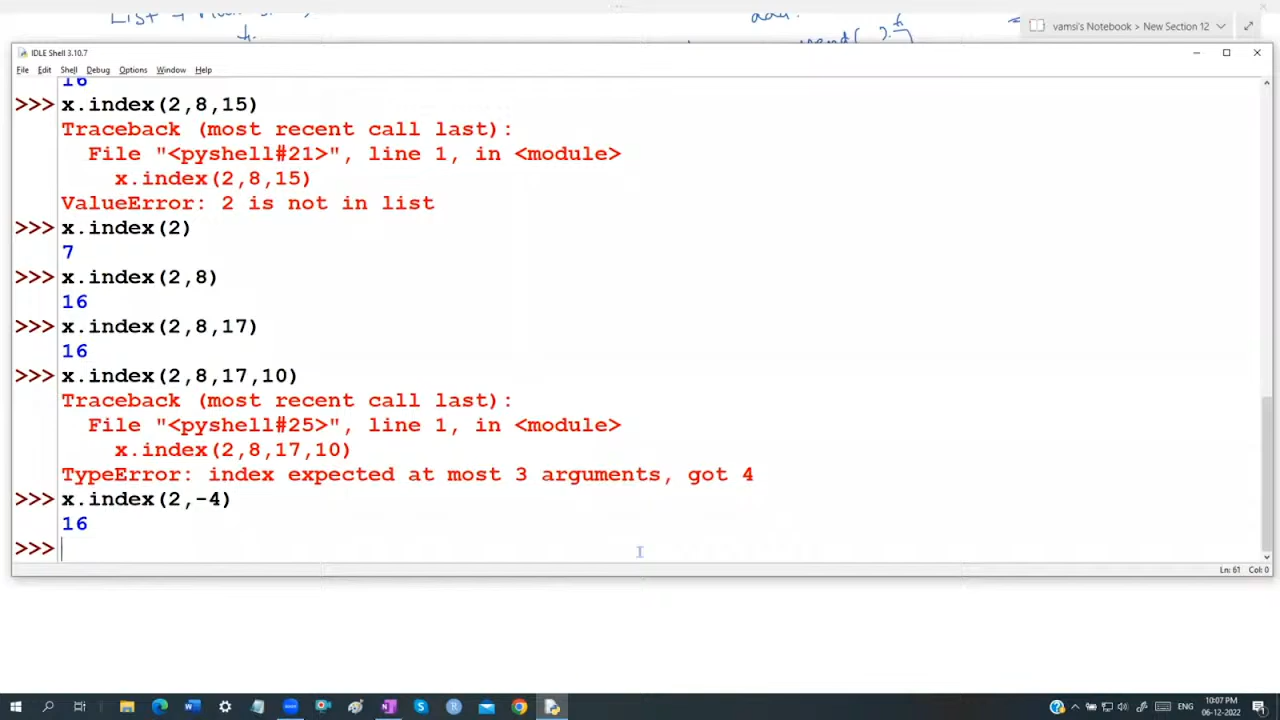 List
vamsi's Notebook > New Section 12
IDLE Shell 3.10.7
File Edit Shell Debug Options Window Help
16
>>> x.index(2,8,15)
Traceback (most recent call last):
File "<pyshell#21>", line 1, in <module>
x.index(2,8,15)
ValueError: 2 is not in list
>>> x.index(2)
7
>>> x.index(2,8)
16
>>> x.index(2,8,17)
16
>>> x.index(2,8,17,10)
Traceback (most recent call last):
File "<pyshell#25>", line 1, in <module>
x.index(2,8,17,10)
TypeError: index expected at most 3 arguments, got 4
>>> x.index(2,-4)
16
>>>
Ln: 61 Col: 0
ENG
10:07 PM
06-12-2022